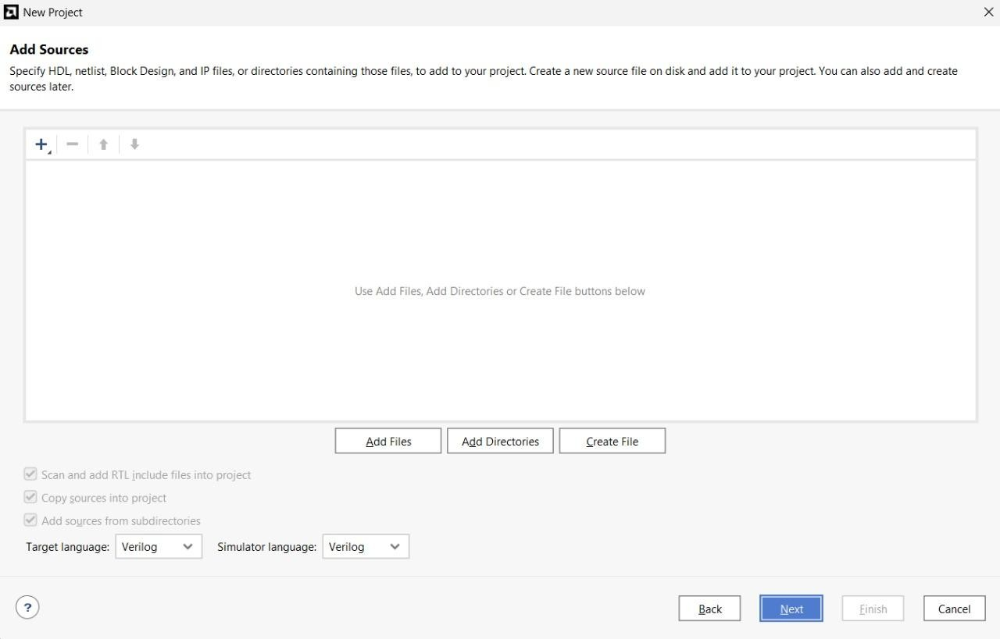 New Project
Add Sources
Specify HDL, netlist, Block Design, and IP files, or directories containing those files, to add to your project. Create a new source file on disk and add it to your project. You can also add and create
sources later.
Use Add Files, Add Directories or Create File buttons below
Add Files Add Directories Create File
Scan and add RTL include files into project
Copy sources into project
Add sources from subdirectories
Target language: Verilog Simulator language: Verilog
? Back Next Finish Cancel